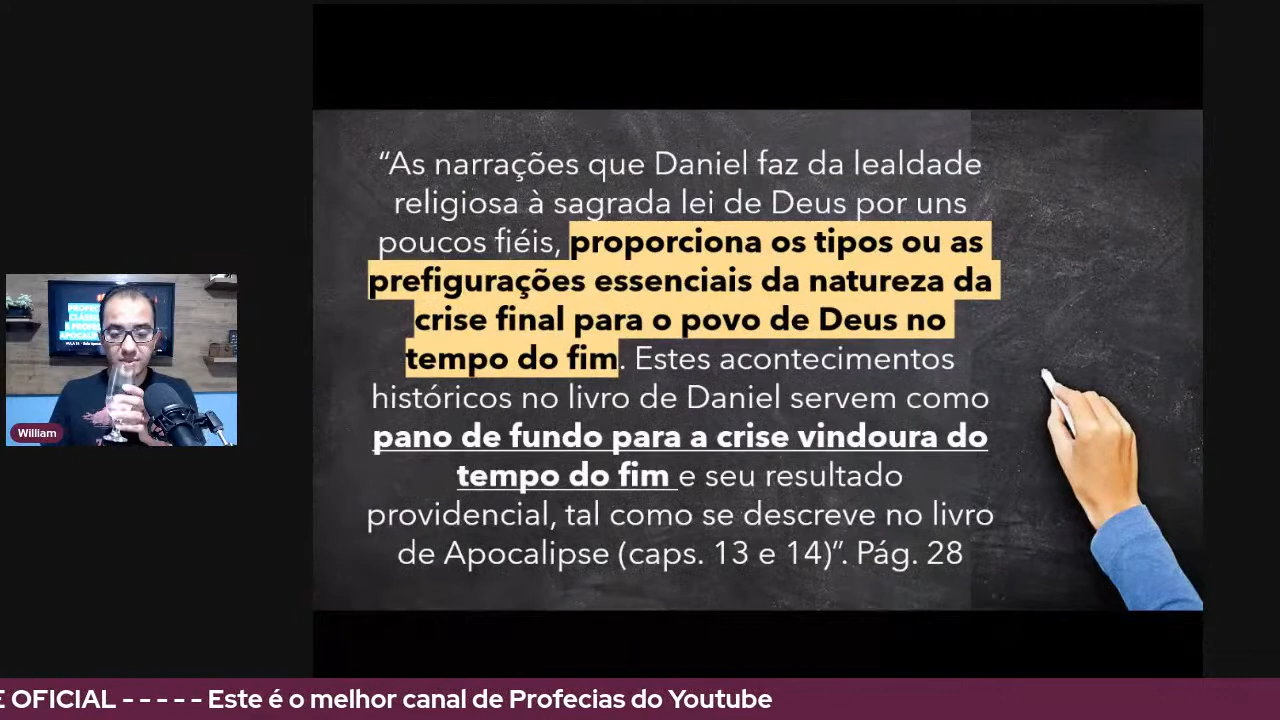 “As narrações que Daniel faz da lealdade
religiosa à sagrada lei de Deus por uns
poucos fiéis, proporciona os tipos ou as
prefigurações essenciais da natureza da
crise final para o povo de Deus no
tempo do fim. Estes acontecimentos
históricos no livro de Daniel servem como
pano de fundo para a crise vindoura do
tempo do fim e seu resultado
providencial, tal como se descreve no livro
de Apocalipse (caps. 13 e 14)”. Pág. 28
William
E OFICIAL - - - - - Este é o melhor canal de Profecias do Youtube